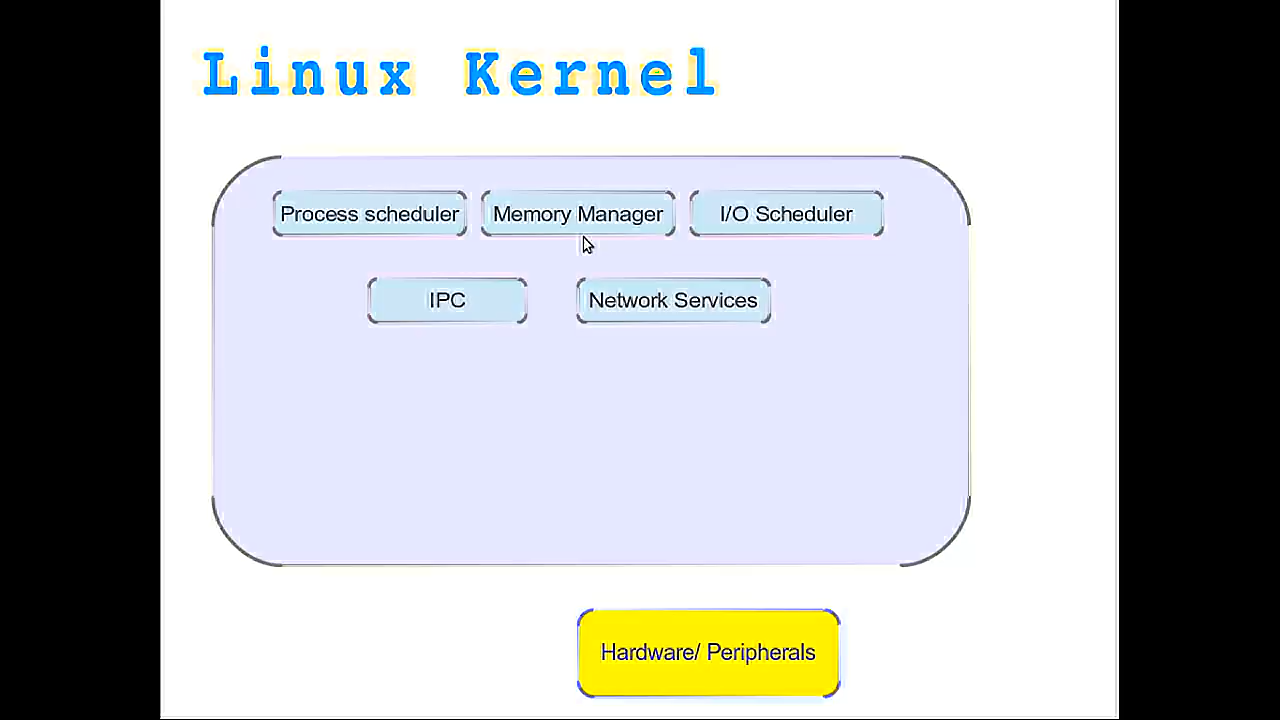 Linux Kernel
Process scheduler
Memory Manager
I/O Scheduler
IPC
Network Services
Hardware/ Peripherals